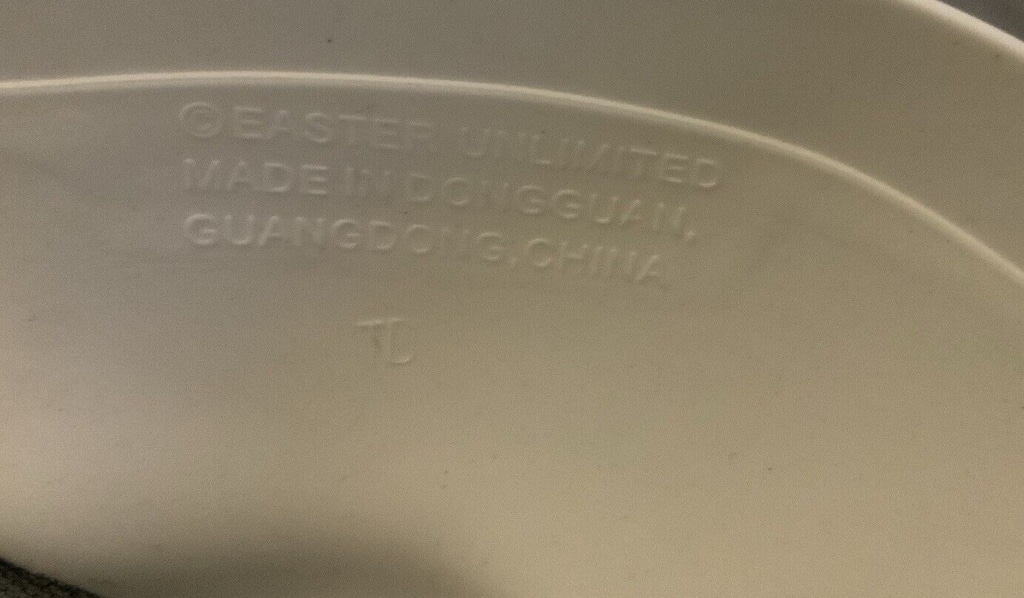 ©EASTER UNLIMITED
MADE IN DONGGUAN,
GUANGDONG,CHINA
TL